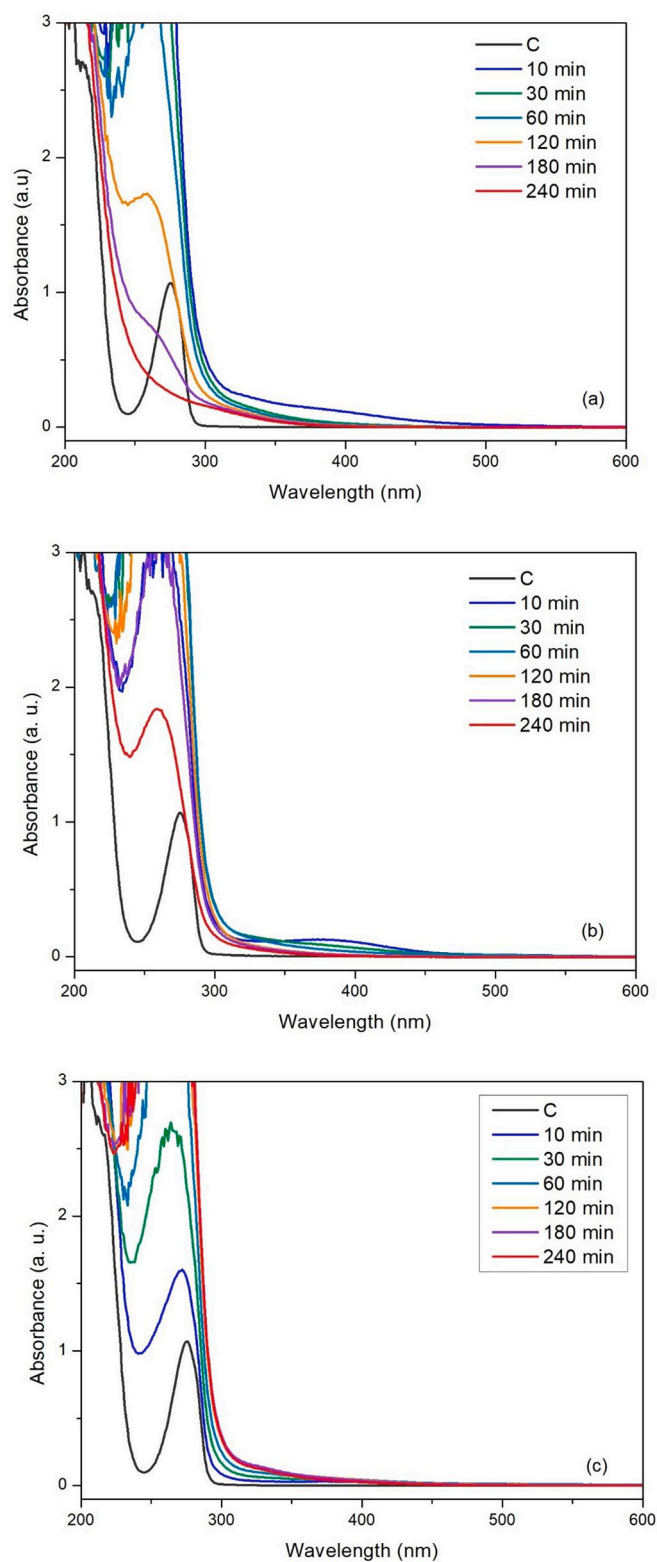 3
2
1
0
Absorbance (a.u)
C
10 min
30 min
60 min
120 min
180 min
240 min
(a)
200 300 400 500 600
Wavelength (nm)
3
2
1
0
Absorbance (a. u.)
C
10 min
30 min
60 min
120 min
180 min
240 min
(b)
200 300 400 500 600
Wavelength (nm)
3
2
1
0
Absorbance (a. u.)
C
10 min
30 min
60 min
120 min
180 min
240 min
(c)
200 300 400 500 600
Wavelength (nm)